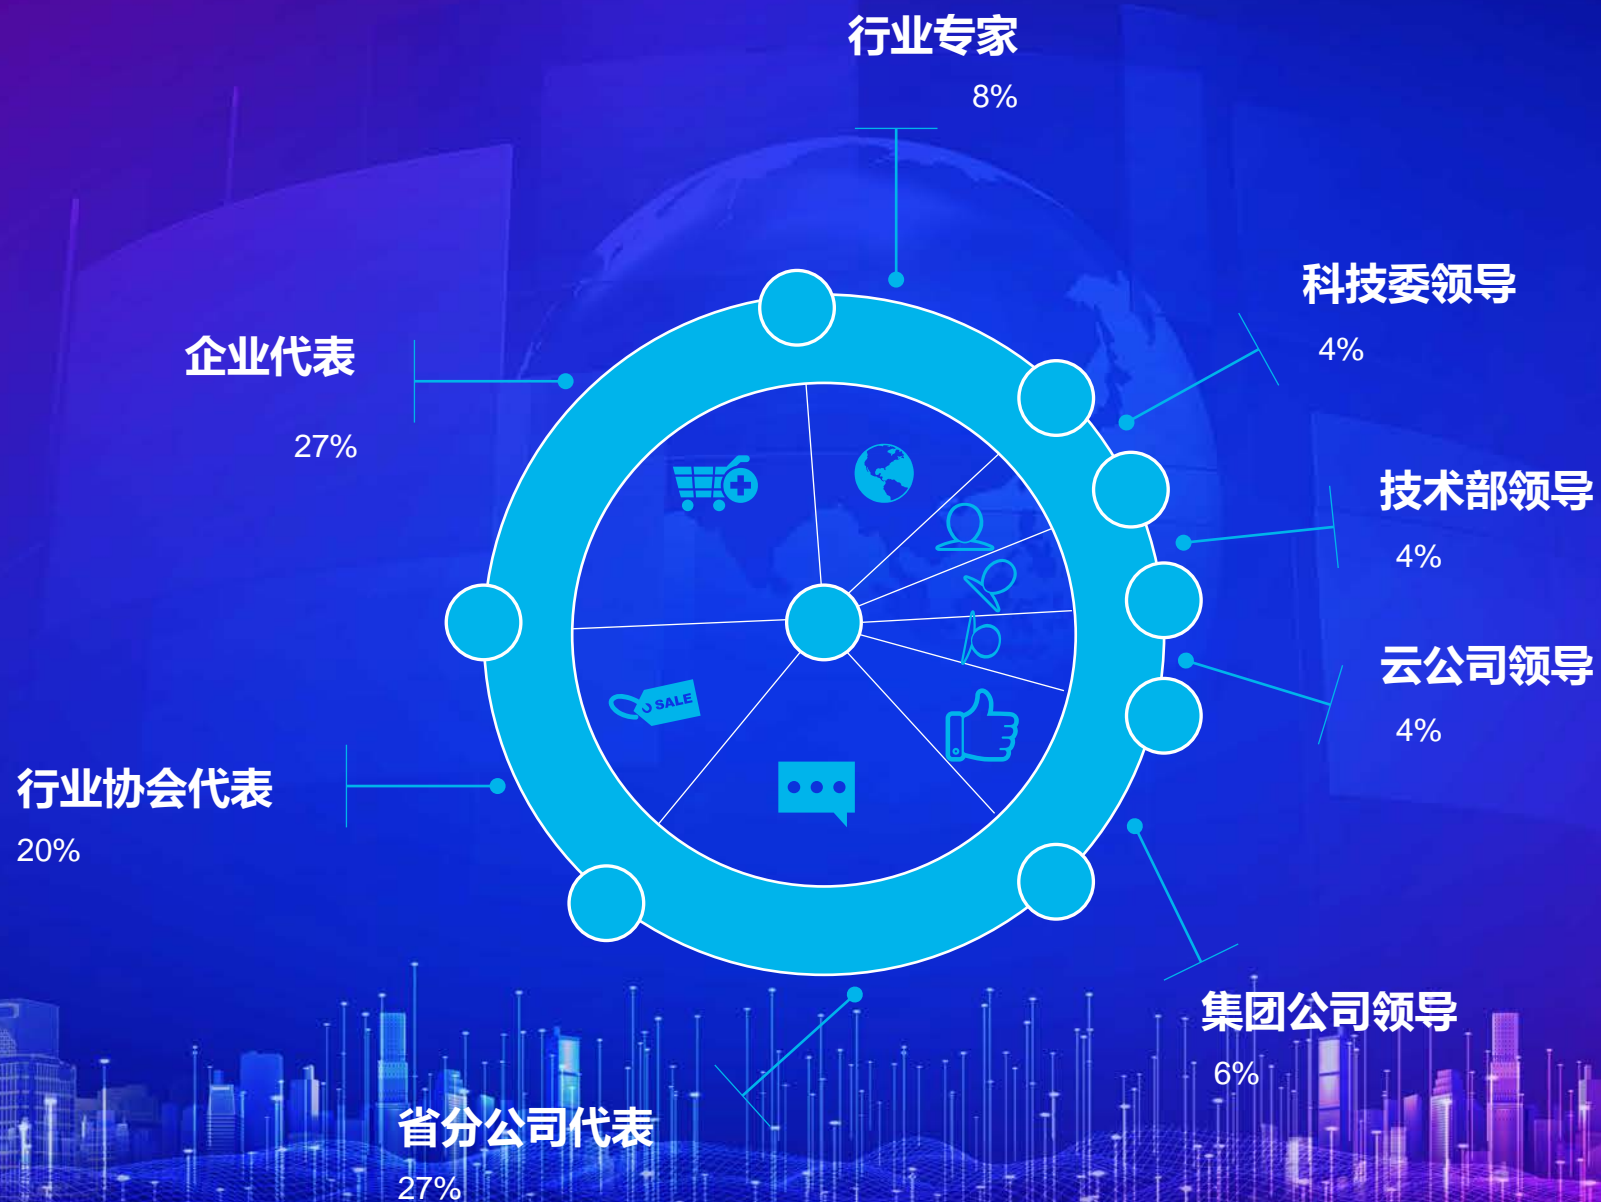 行业专家
8%
科技委领导
4%
企业代表
27%
技术部领导
4%
云公司领导
4%
SALE
行业协会代表
20%
集团公司领导
6%
省分公司代表
27%